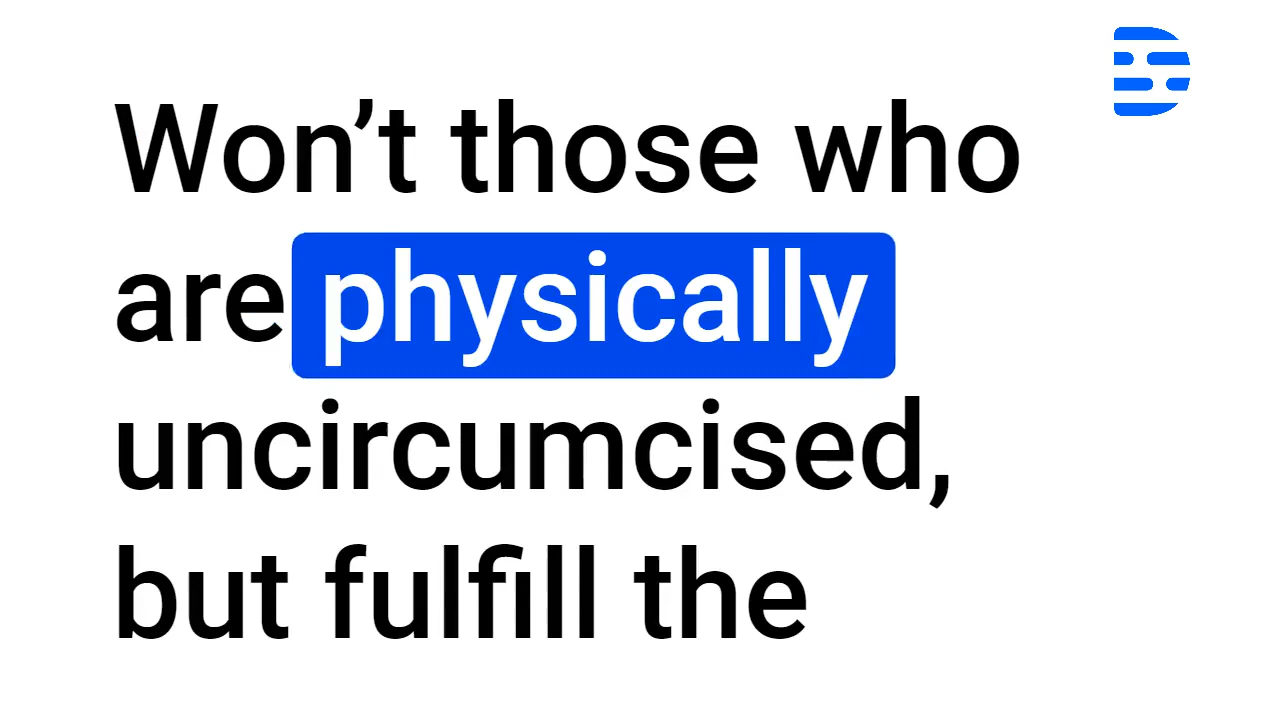 Won’t those who
are physically
uncircumcised,
but fulfill the